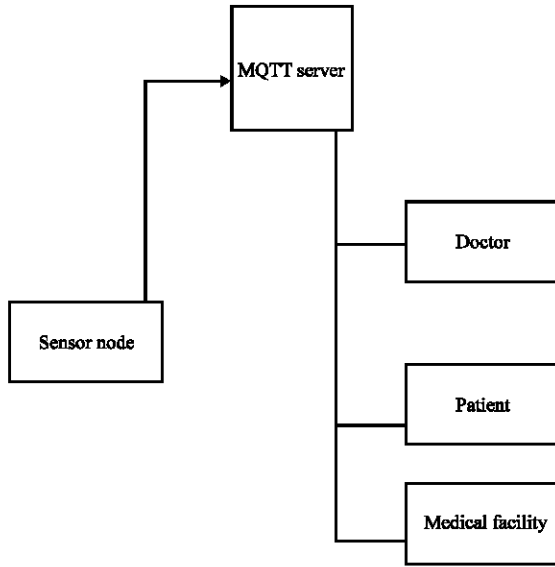 MQTT server
Doctor
Sensor node
Patient
Medical facility